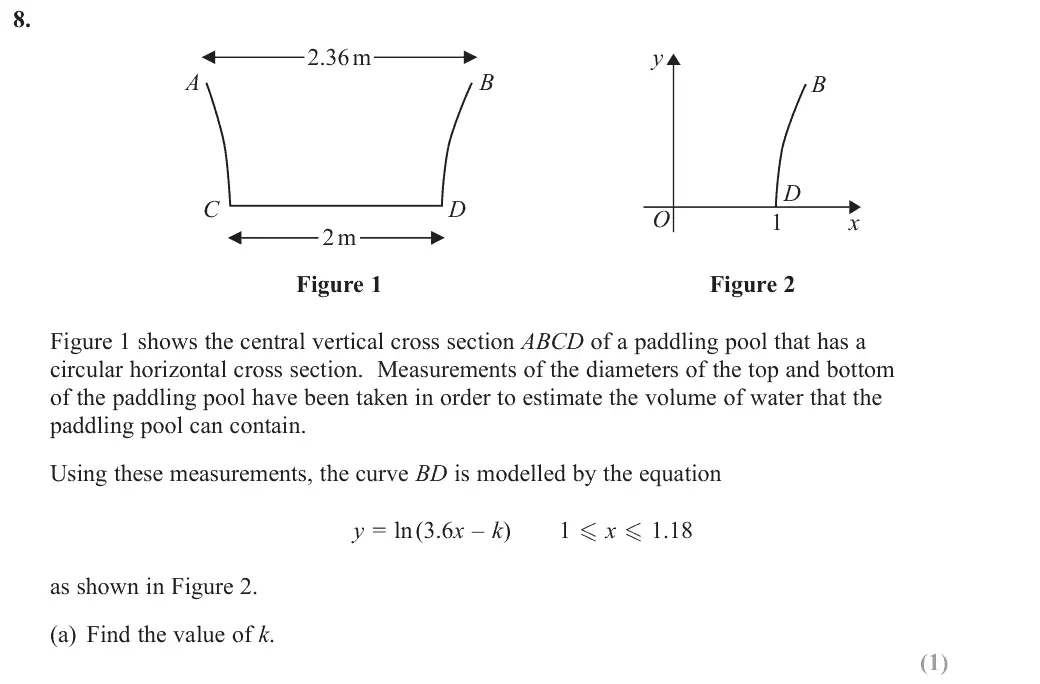 8.
2.36 m
A
B
C
D
2 m
Figure 1
y
B
D
O
1
x
Figure 2
Figure 1 shows the central vertical cross section ABCD of a paddling pool that has a
circular horizontal cross section. Measurements of the diameters of the top and bottom
of the paddling pool have been taken in order to estimate the volume of water that the
paddling pool can contain.
Using these measurements, the curve BD is modelled by the equation
y = ln(3.6x – k) 1 ⩽ x ⩽ 1.18
as shown in Figure 2.
(a) Find the value of k.
(1)